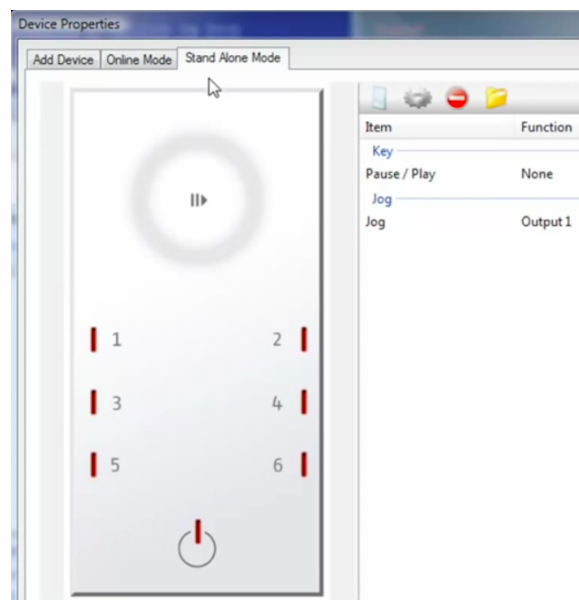 Device Properties
Add Device Online Mode Stand Alone Mode
Item Function
Key
Pause / Play None
Jog
Jog Output 1
1 2
3 4
5 6